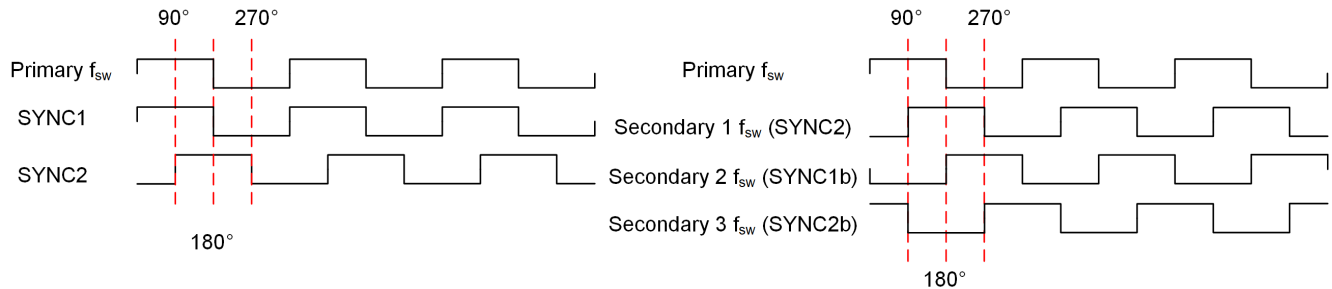 90° 270°
Primary fsw
SYNC1
SYNC2
180°
90° 270°
Primary fsw
Secondary 1 fsw (SYNC2)
Secondary 2 fsw (SYNC1b)
Secondary 3 fsw (SYNC2b)
180°